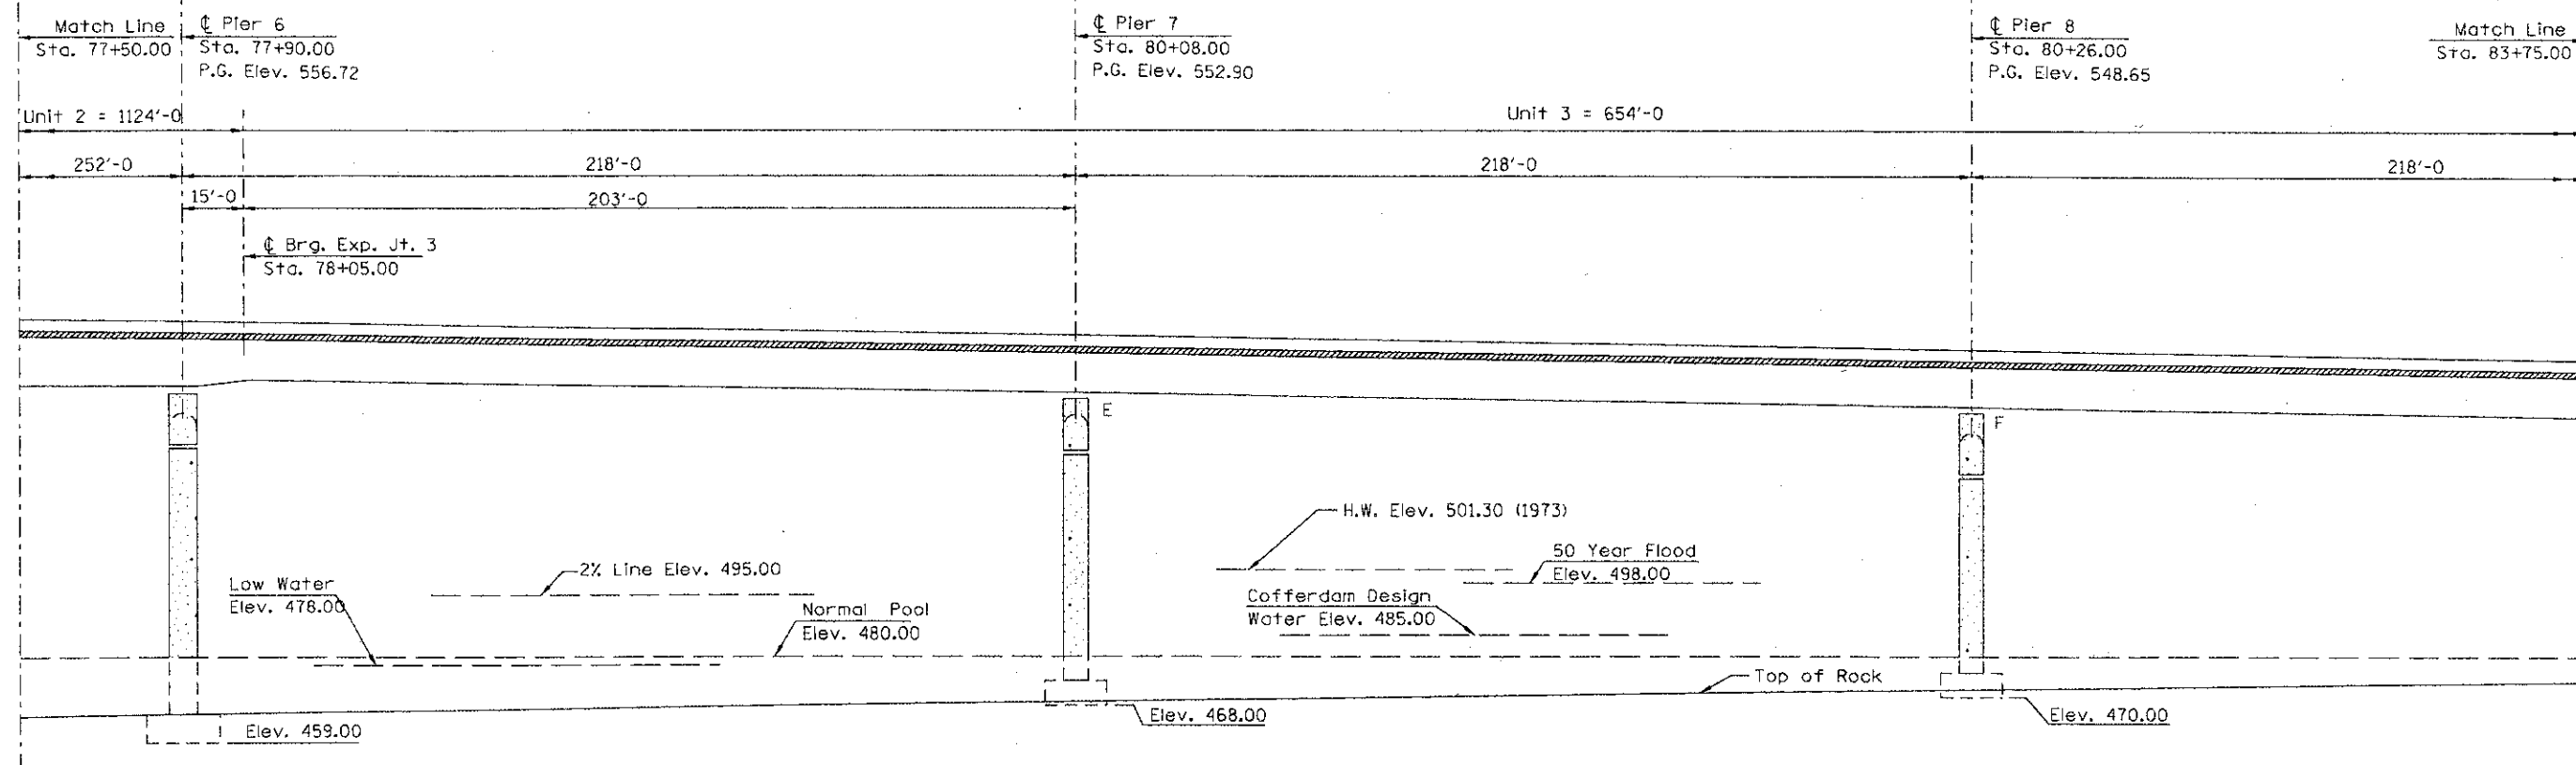 Match Line
Sta. 77+50.00
℄ Pier 6
Sta. 77+90.00
P.G. Elev. 556.72
℄ Pier 7
Sta. 80+08.00
P.G. Elev. 552.90
℄ Pier 8
Sta. 80+26.00
P.G. Elev. 548.65
Match Line
Sta. 83+75.00
Unit 2 = 1124'-0
Unit 3 = 654'-0
252'-0
218'-0
218'-0
218'-0
15'-0
203'-0
℄ Brg. Exp. Jt. 3
Sta. 78+05.00
E
F
H.W. Elev. 501.30 (1973)
2% Line Elev. 495.00
50 Year Flood
Elev. 498.00
Low Water
Elev. 478.00
Normal Pool
Elev. 480.00
Cofferdam Design
Water Elev. 485.00
Top of Rock
Elev. 459.00
Elev. 468.00
Elev. 470.00